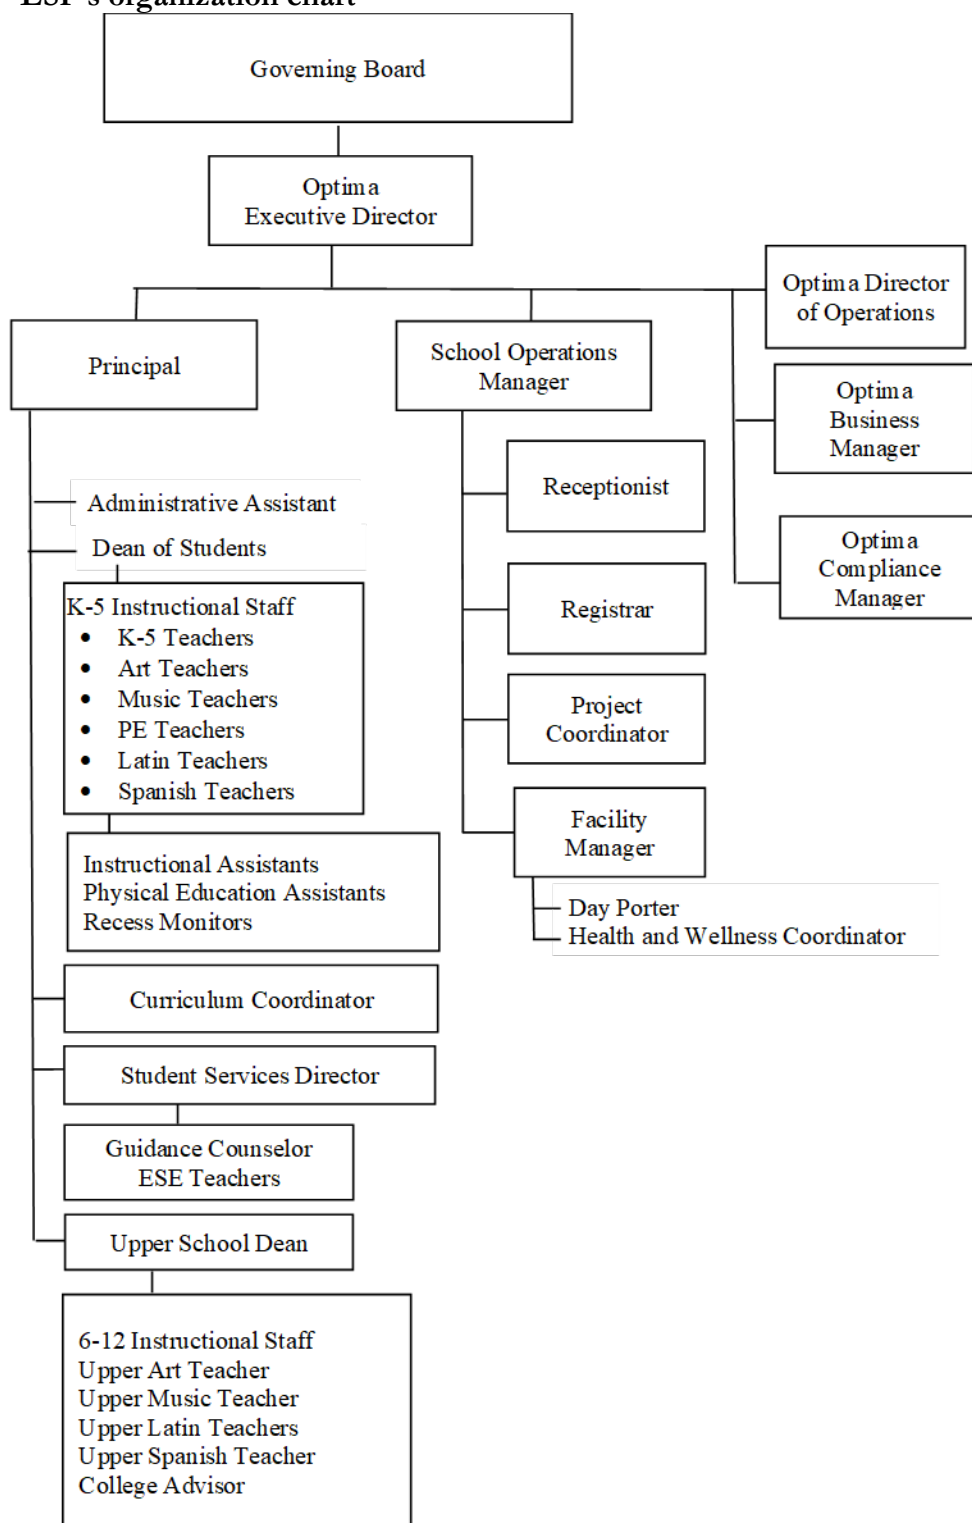 ESP's organization chart
Governing Board
Optima
Executive Director
Optima Director
of Operations
Principal
School Operations
Manager
Optima
Business
Manager
Receptionist
Administrative Assistant
Optima
Compliance
Manager
Dean of Students
K-5 Instructional Staff
• K-5 Teachers
• Art Teachers
• Music Teachers
• PE Teachers
• Latin Teachers
• Spanish Teachers
Registrar
Project
Coordinator
Facility
Manager
Instructional Assistants
Physical Education Assistants
Recess Monitors
Day Porter
Health and Wellness Coordinator
Curriculum Coordinator
Student Services Director
Guidance Counselor
ESE Teachers
Upper School Dean
6-12 Instructional Staff
Upper Art Teacher
Upper Music Teacher
Upper Latin Teachers
Upper Spanish Teacher
College Advisor